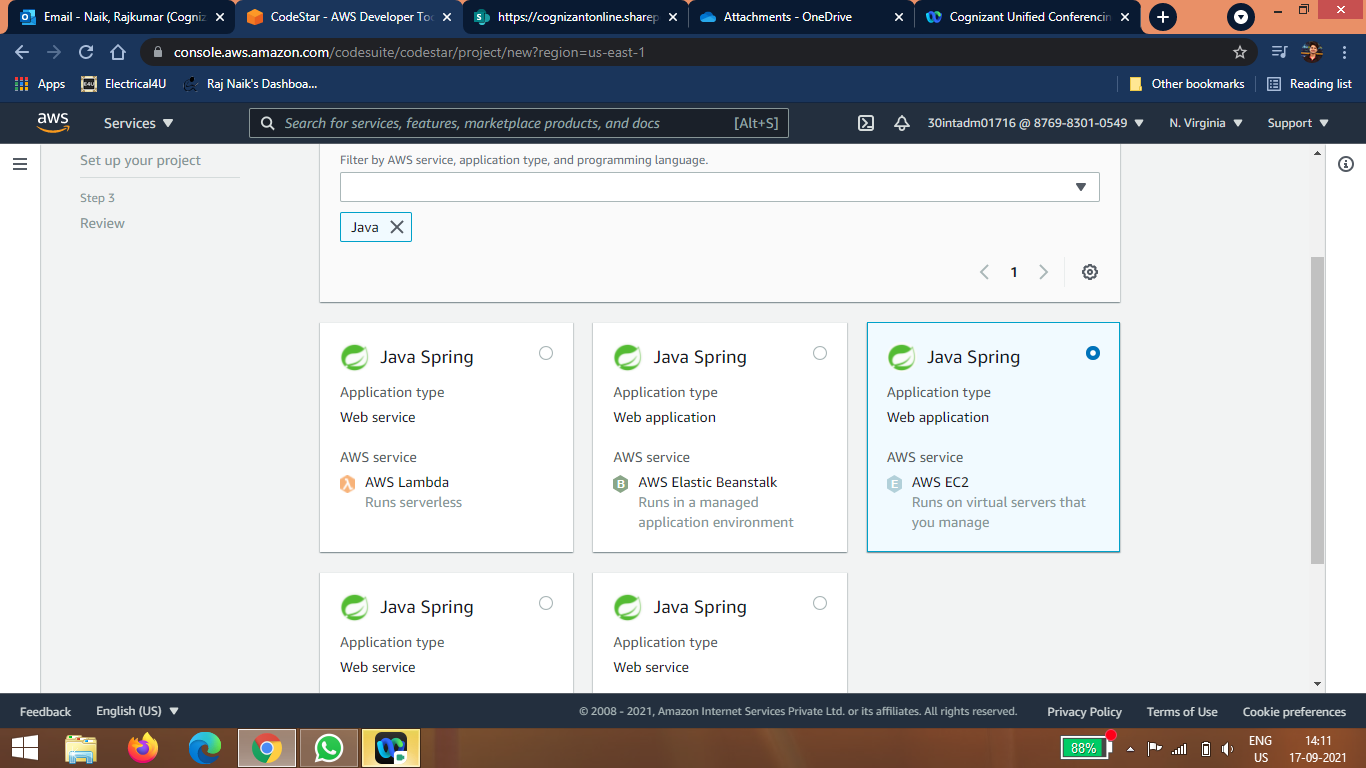 Email - Naik, Rajkumar (Cogniz
CodeStar - AWS Developer Too
https://cognizantonline.sharep
Attachments - OneDrive
Cognizant Unified Conferencin
console.aws.amazon.com/codesuite/codestar/project/new?region=us-east-1
Apps
Electrical4U
Raj Naik's Dashboa...
Other bookmarks
Reading list
aws
Services
Search for services, features, marketplace products, and docs
[Alt+S]
30intadm01716 @ 8769-8301-0549
N. Virginia
Support
Set up your project
Step 3
Review
Filter by AWS service, application type, and programming language.
Java
1
Java Spring
Application type
Web service
AWS service
AWS Lambda
Runs serverless
Java Spring
Application type
Web application
AWS service
B
AWS Elastic Beanstalk
Runs in a managed
application environment
Java Spring
Application type
Web application
AWS service
E
AWS EC2
Runs on virtual servers that
you manage
Java Spring
Application type
Web service
Java Spring
Application type
Web service
Feedback
English (US)
© 2008 - 2021, Amazon Internet Services Private Ltd. or its affiliates. All rights reserved.
Privacy Policy
Terms of Use
Cookie preferences
88%
ENG
US
14:11
17-09-2021